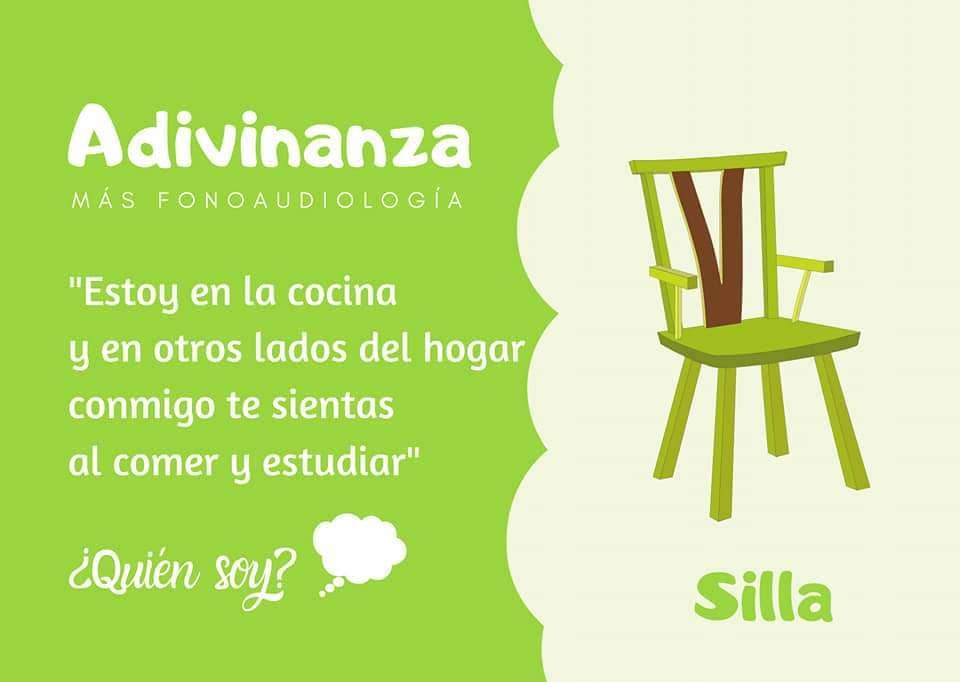 Adivinanza
MÁS FONOAUDIOLOGÍA
"Estoy en la cocina
y en otros lados del hogar
conmigo te sientas
al comer y estudiar"
¿Quién soy?
Silla